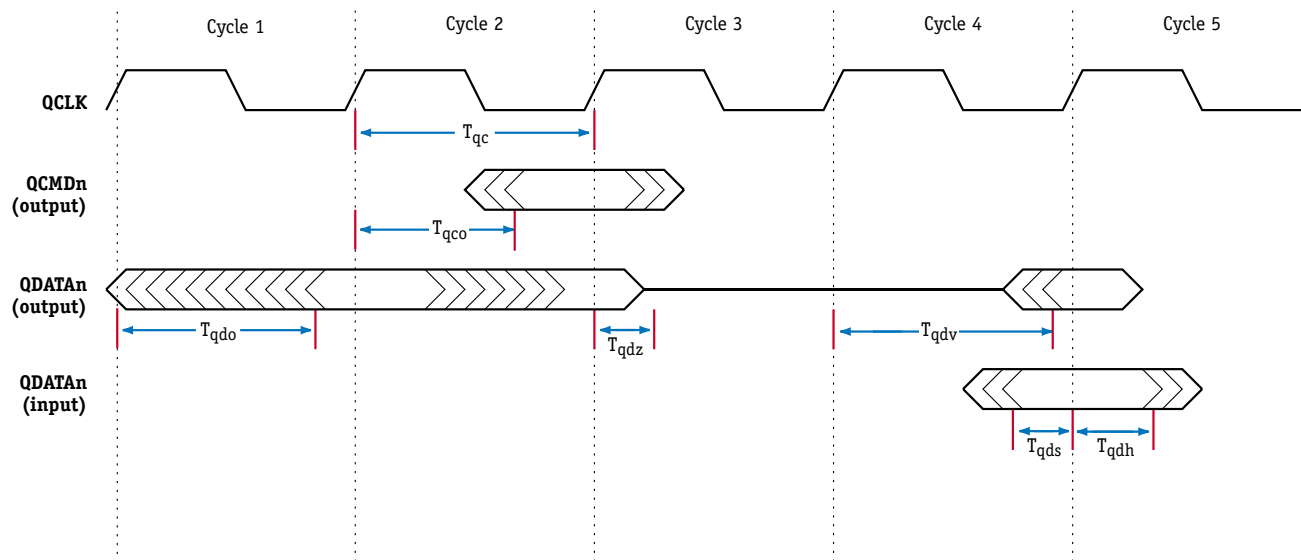 Cycle 1
Cycle 2
Cycle 3
Cycle 4
Cycle 5
QCLK
Tqc
QCMDn
(output)
Tqco
QDATAn
(output)
Tqdo
Tqdz
Tqdv
QDATAn
(input)
Tqds
Tqdh